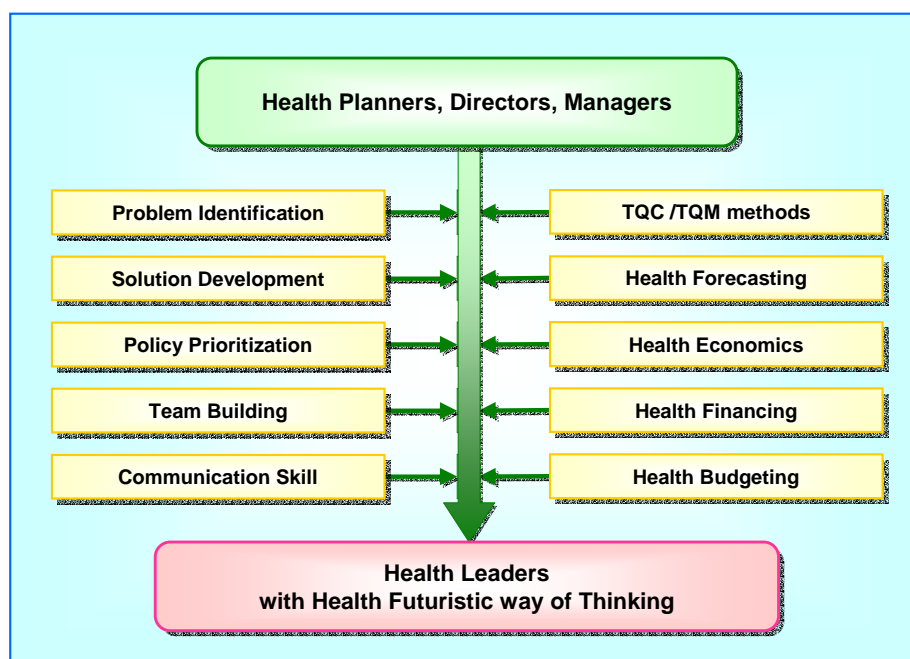 Health Planners, Directors, Managers
Problem Identification
TQC /TQM methods
Solution Development
Health Forecasting
Policy Prioritization
Health Economics
Team Building
Health Financing
Communication Skill
Health Budgeting
Health Leaders
with Health Futuristic way of Thinking